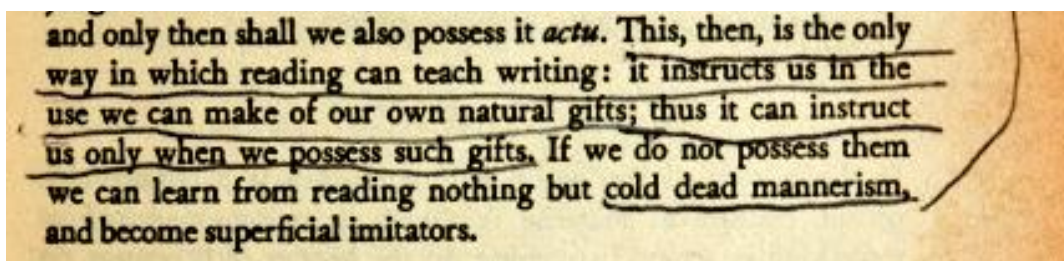 and only then shall we also possess it actu. This, then, is the only
way in which reading can teach writing: it instructs us in the
use we can make of our own natural gifts; thus it can instruct
us only when we possess such gifts. If we do not possess them
we can learn from reading nothing but cold dead mannerism,
and become superficial imitators.